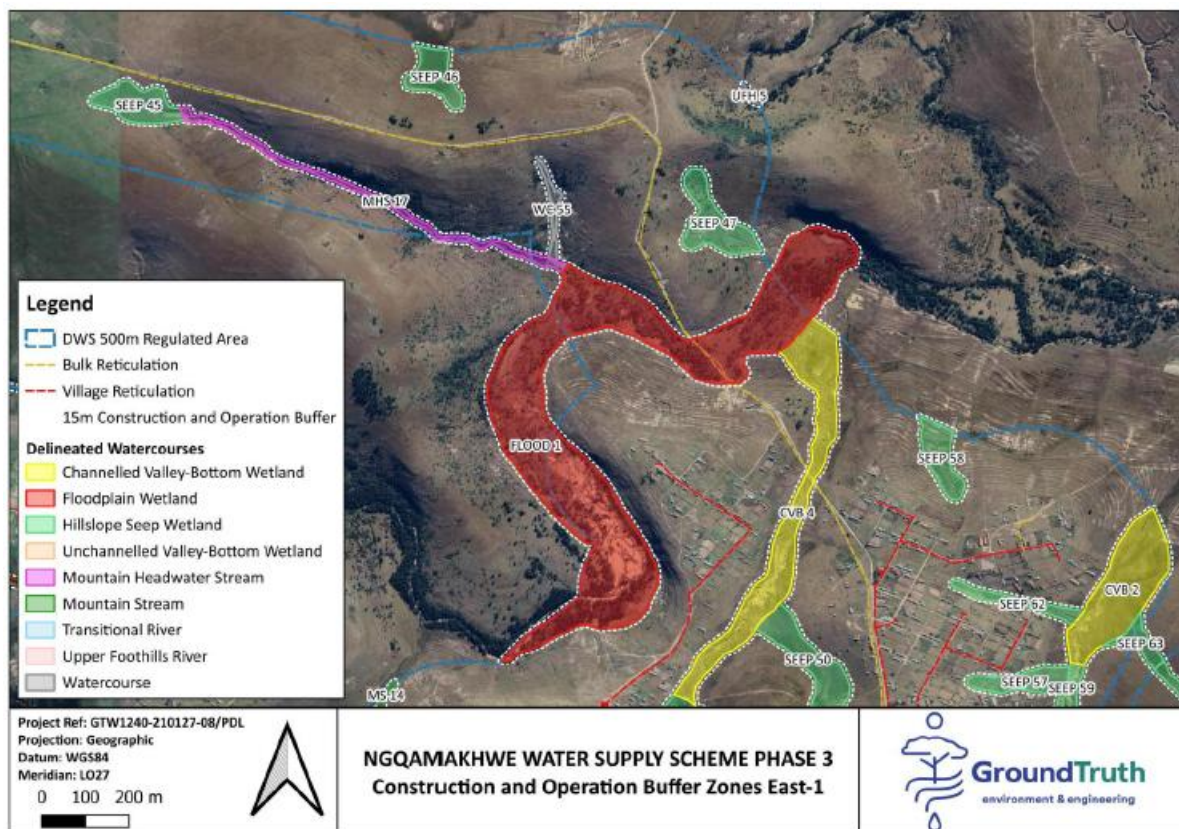 SEEP 46
SEEP 45
UFH 5
MHS 17
WC 55
SEEP 47
FLOOD 1
SEEP 58
CVB 4
SEEP 62
CVB 2
SEEP 63
SEEP 50
SEEP 57
SEEP 59
MS 14
Legend
DWS 500m Regulated Area
Bulk Reticulation
Village Reticulation
15m Construction and Operation Buffer
Delineated Watercourses
Channelled Valley-Bottom Wetland
Floodplain Wetland
Hillslope Seep Wetland
Unchannelled Valley-Bottom Wetland
Mountain Headwater Stream
Mountain Stream
Transitional River
Upper Foothills River
Watercourse
Project Ref: GTW1240-210127-08/PDL
Projection: Geographic
Datum: WGS84
Meridian: LO27
0 100 200 m
NGQAMAKHWE WATER SUPPLY SCHEME PHASE 3
Construction and Operation Buffer Zones East-1
GroundTruth
environment & engineering